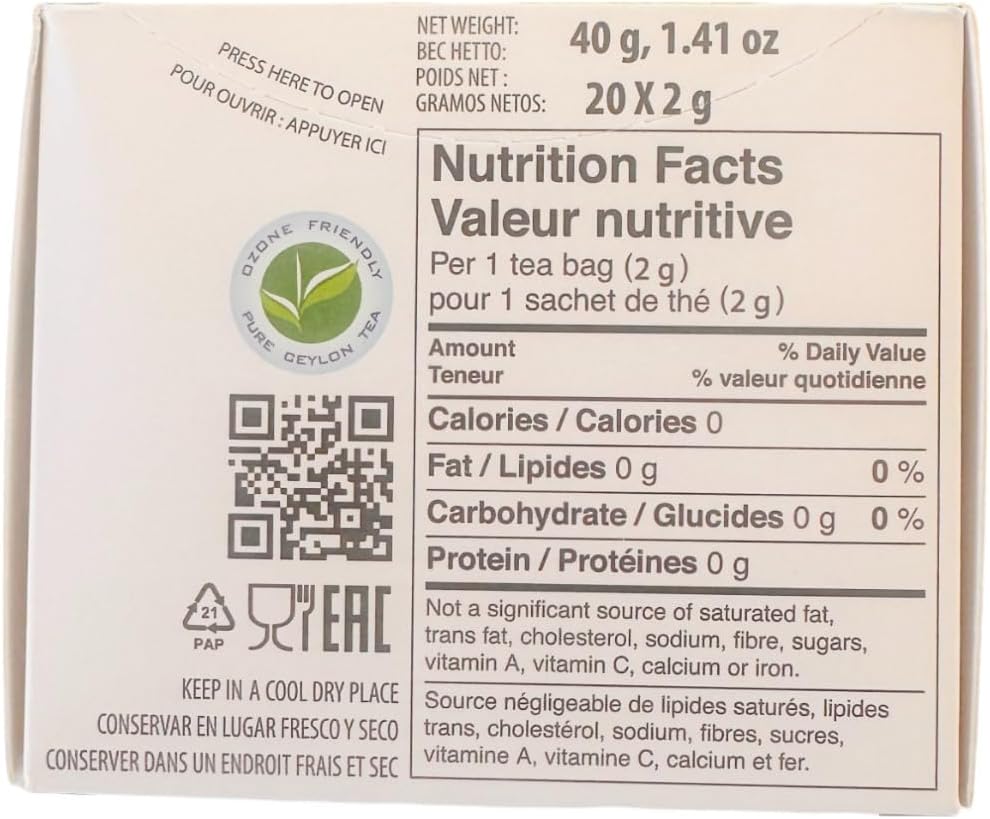 NET WEIGHT:
BEC HETTO:
POIDS NET :
GRAMOS NETOS:
40 g, 1.41 oz
20 X 2 g
PRESS HERE TO OPEN
POUR OUVRIR : APPUYER ICI
Nutrition Facts
Valeur nutritive
Per 1 tea bag (2 g)
pour 1 sachet de thé (2 g)
Amount % Daily Value
Teneur % valeur quotidienne
Calories / Calories 0
Fat / Lipides 0 g 0 %
Carbohydrate / Glucides 0 g 0 %
Protein / Protéines 0 g
Not a significant source of saturated fat,
trans fat, cholesterol, sodium, fibre, sugars,
vitamin A, vitamin C, calcium or iron.
Source négligeable de lipides saturés, lipides
trans, cholestérol, sodium, fibres, sucres,
vitamine A, vitamine C, calcium et fer.
OZONE FRIENDLY
PURE CEYLON TEA
21
PAP
EAC
KEEP IN A COOL DRY PLACE
CONSERVAR EN LUGAR FRESCO Y SECO
CONSERVER DANS UN ENDROIT FRAIS ET SEC